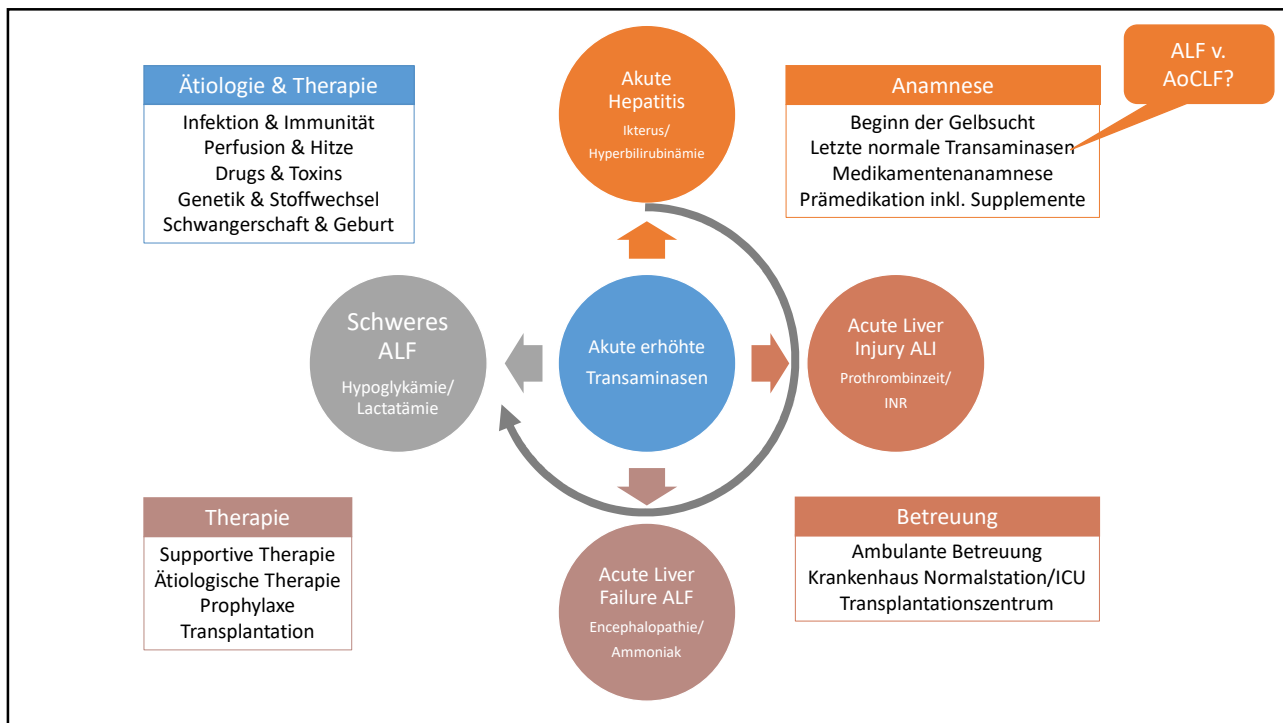 Ätiologie & Therapie
Infektion & Immunität
Perfusion & Hitze
Drugs & Toxins
Genetik & Stoffwechsel
Schwangerschaft & Geburt
Akute
Hepatitis
Ikterus/
Hyperbilirubinämie
ALF v.
AoCLF?
Anamnese
Beginn der Gelbsucht
Letzte normale Transaminasen
Medikamentenanamnese
Prämedikation inkl. Supplemente
Schweres
ALF
Hypoglykämie/
Lactatämie
Akute erhöhte
Transaminasen
Acute Liver
Injury ALI
Prothrombinzeit/
INR
Therapie
Supportive Therapie
Ätiologische Therapie
Prophylaxe
Transplantation
Acute Liver
Failure ALF
Encephalopathie/
Ammoniak
Betreuung
Ambulante Betreuung
Krankenhaus Normalstation/ICU
Transplantationszentrum